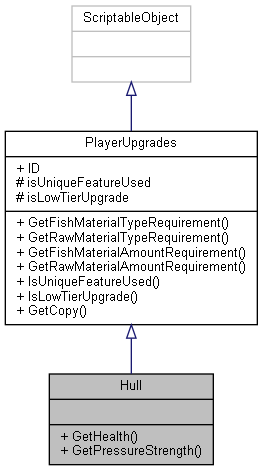 ScriptableObject
PlayerUpgrades
+ ID
# isUniqueFeatureUsed
# isLowTierUpgrade
+ GetFishMaterialTypeRequirement()
+ GetRawMaterialTypeRequirement()
+ GetFishMaterialAmountRequirement()
+ GetRawMaterialAmountRequirement()
+ IsUniqueFeatureUsed()
+ IsLowTierUpgrade()
+ GetCopy()
Hull
+ GetHealth()
+ GetPressureStrength()